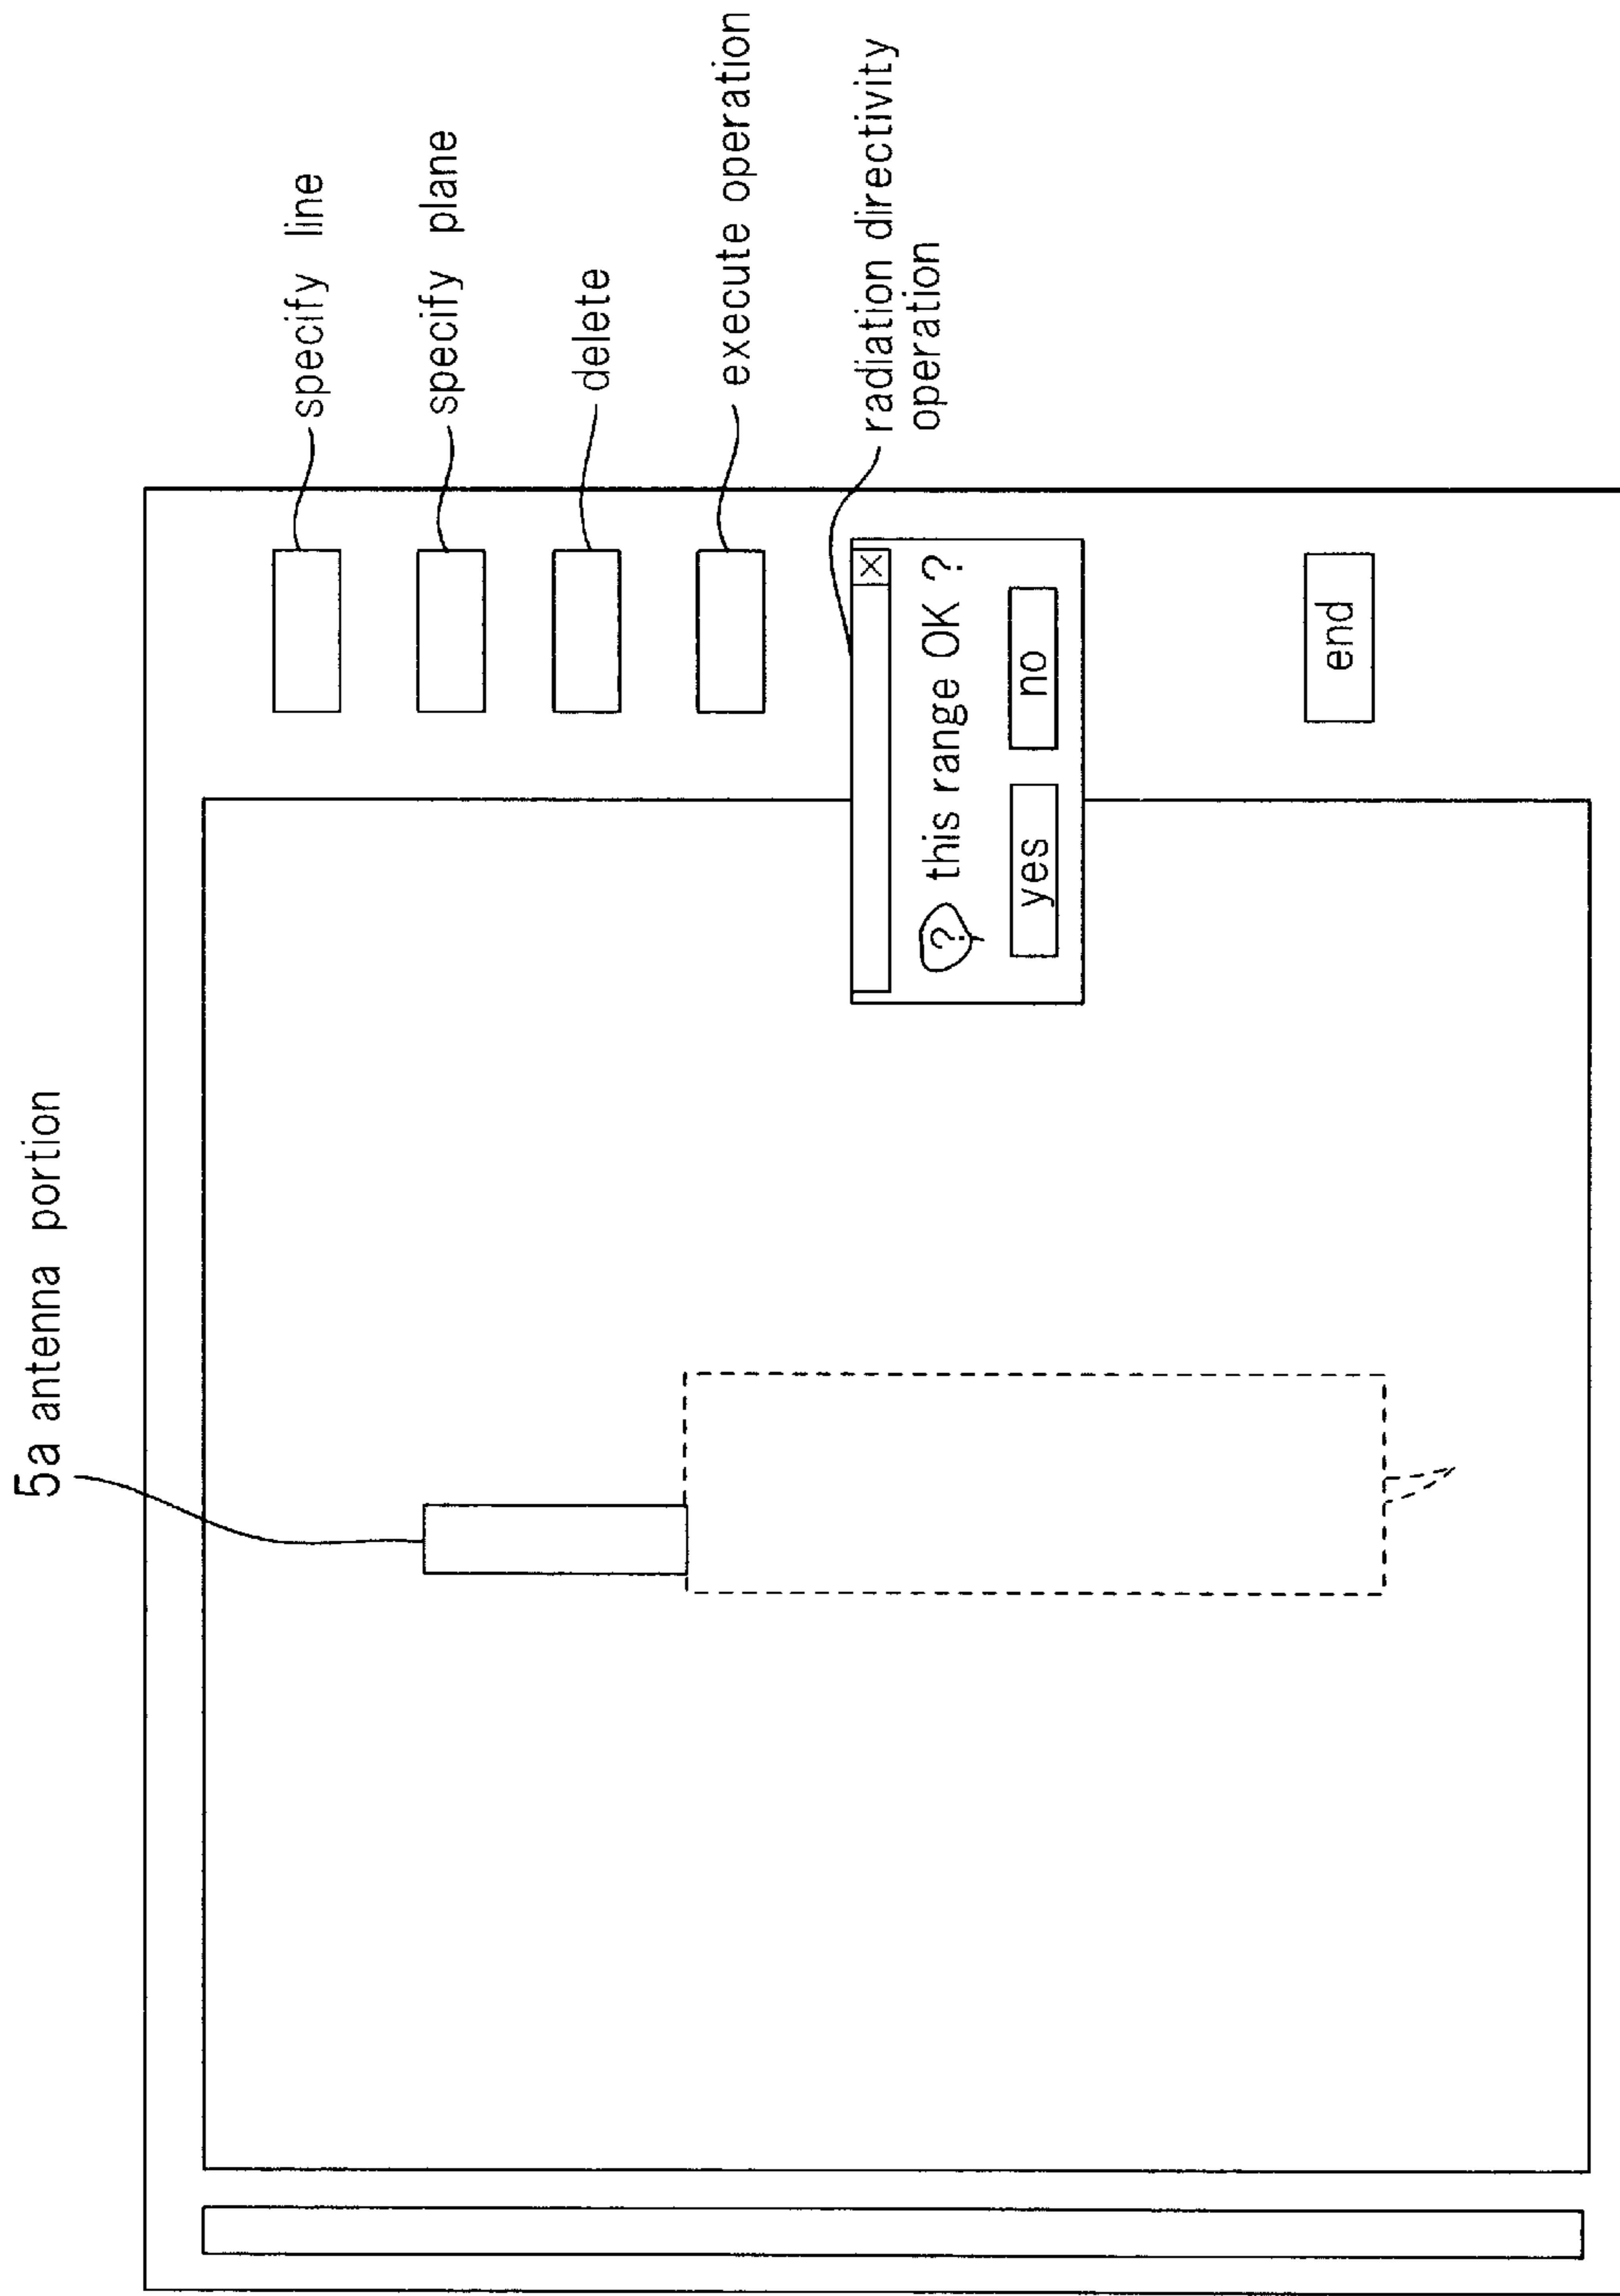 5a antenna portion
specify line
specify plane
delete
execute operation
radiation directivity
operation
X
? this range OK ?
yes
no
end